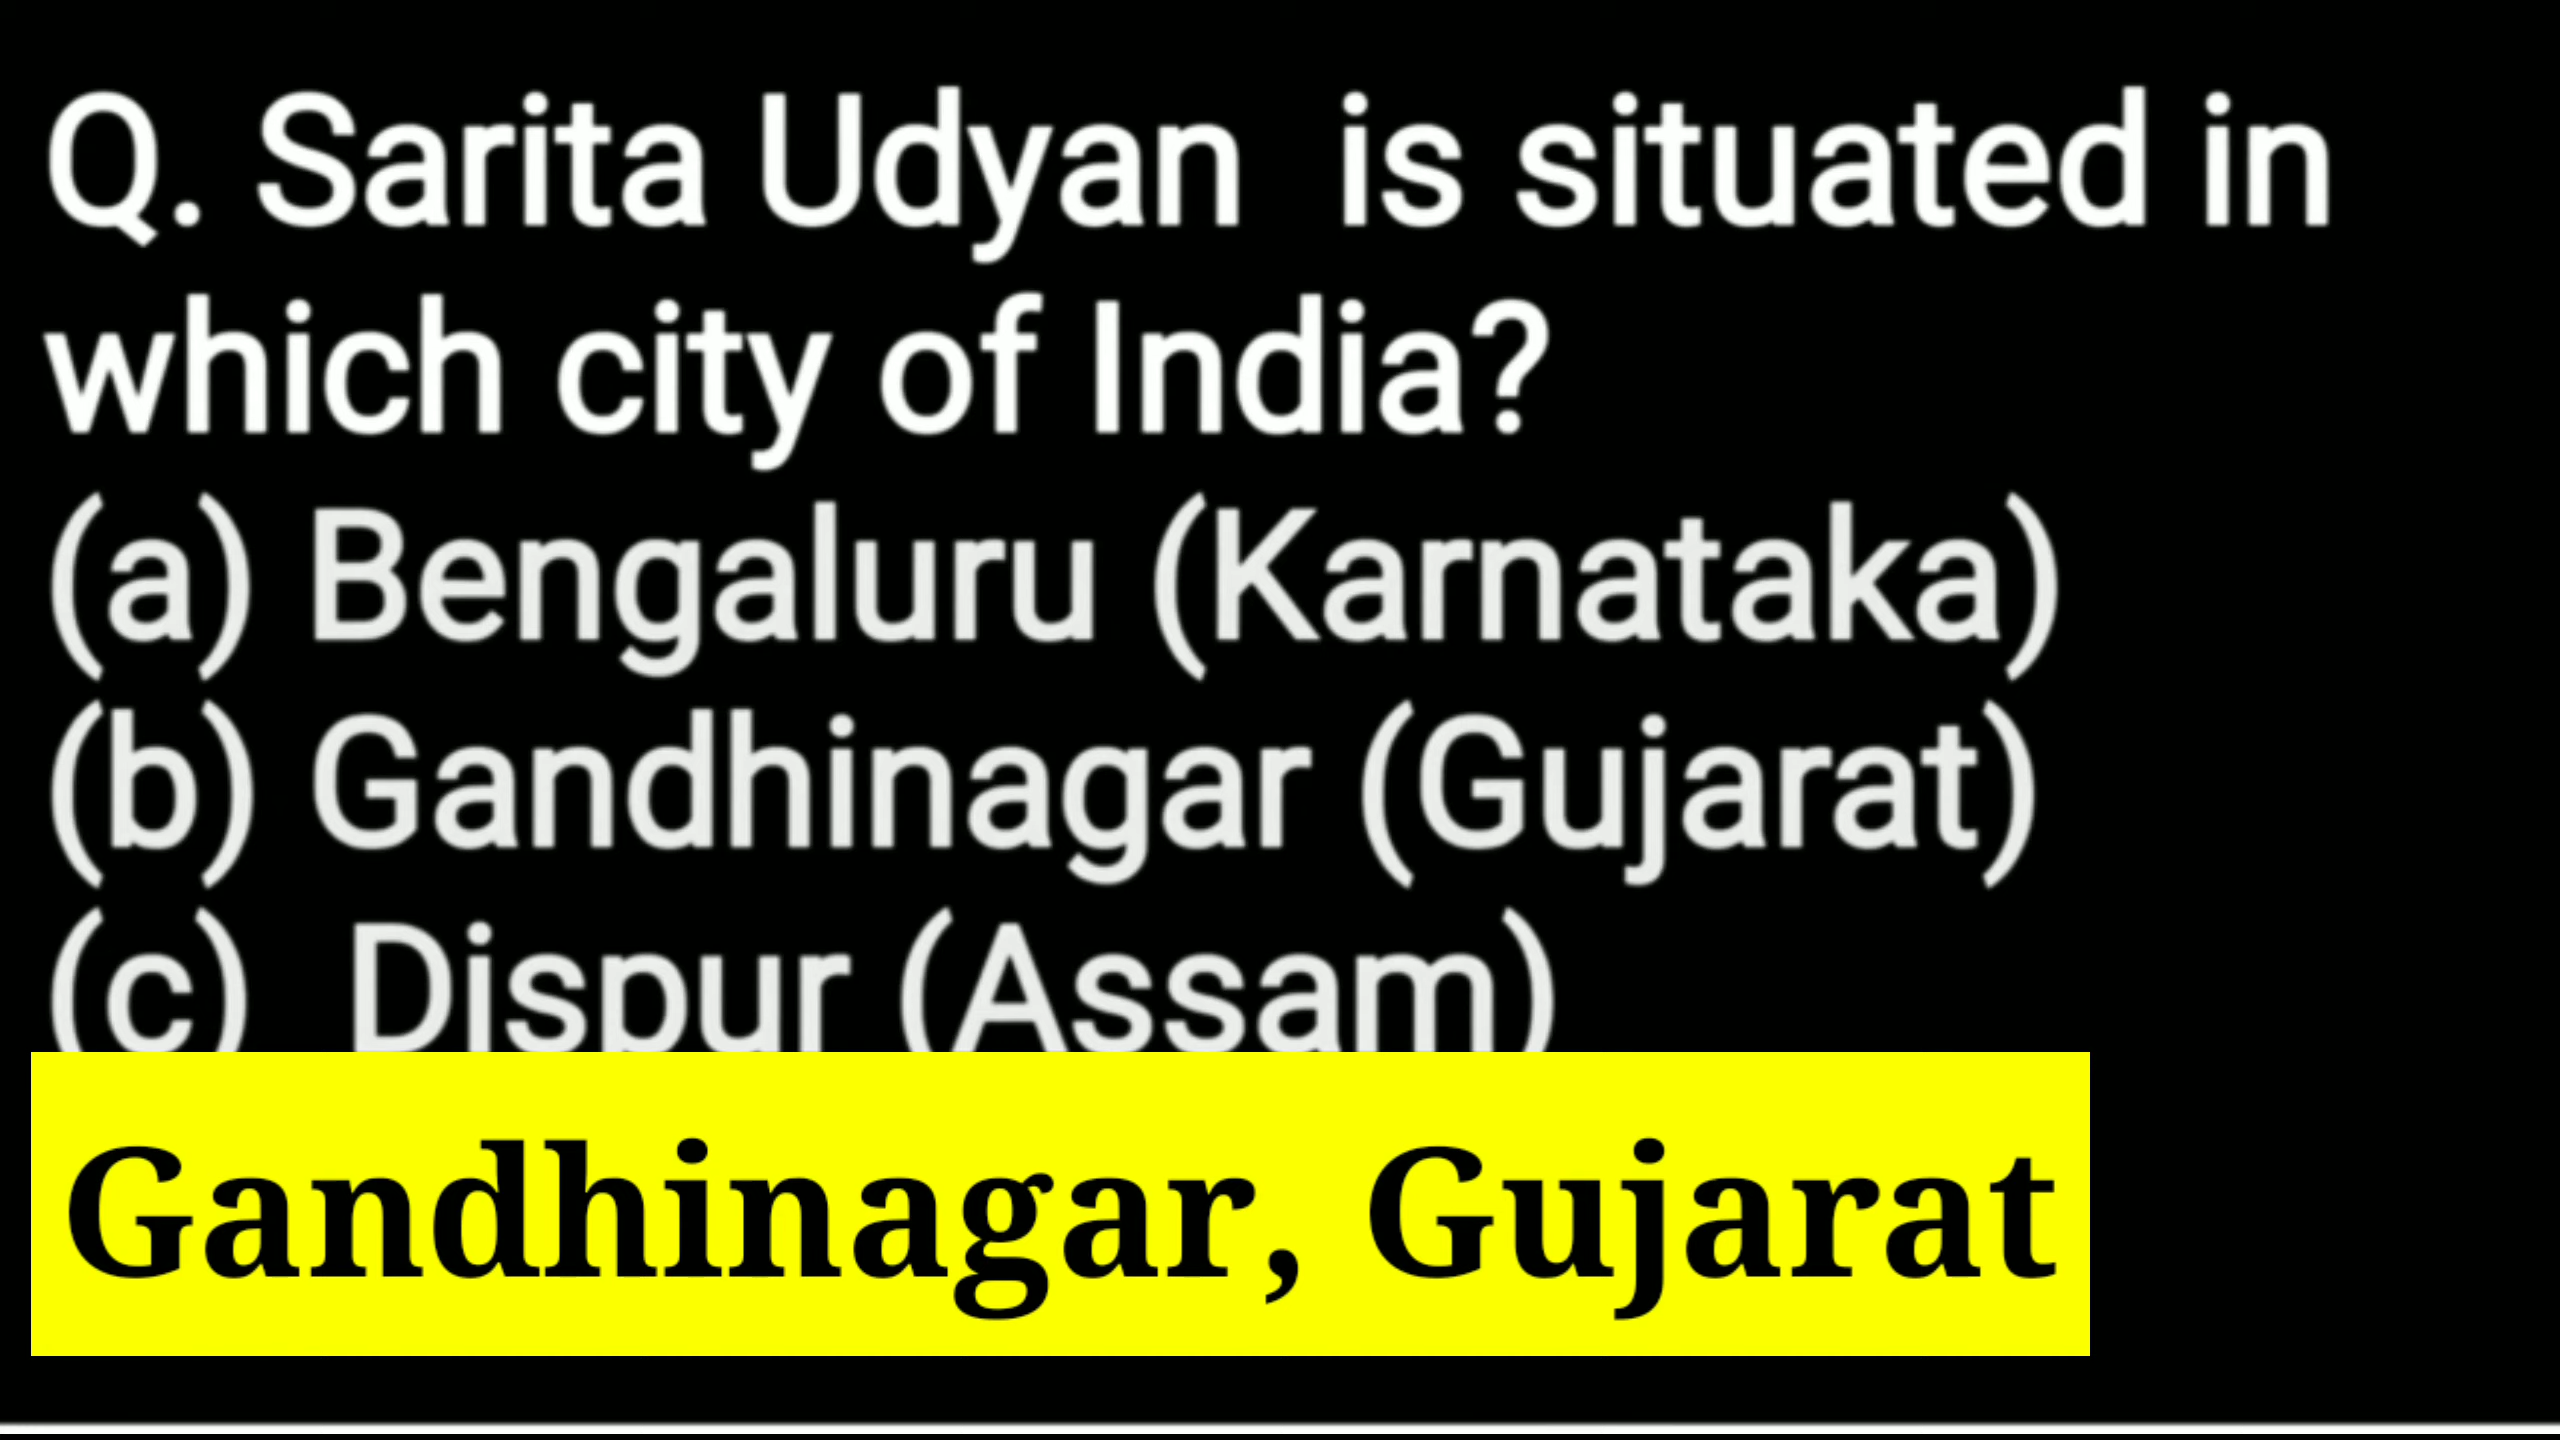 Q. Sarita Udyan  is situated in
which city of India?
(a) Bengaluru (Karnataka)
(b) Gandhinagar (Gujarat)
(c)  Dispur (Assam)
Gandhinagar, Gujarat